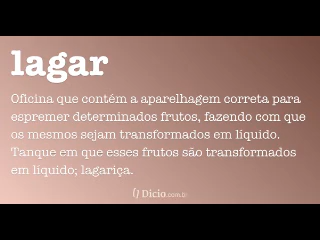 lagar
Oficina que contém a aparelhagem correta para
espremer determinados frutos, fazendo com que
os mesmos sejam transformados em líquido.
Tanque em que esses frutos são transformados
em líquido; lagariça.
Dicio.com.br